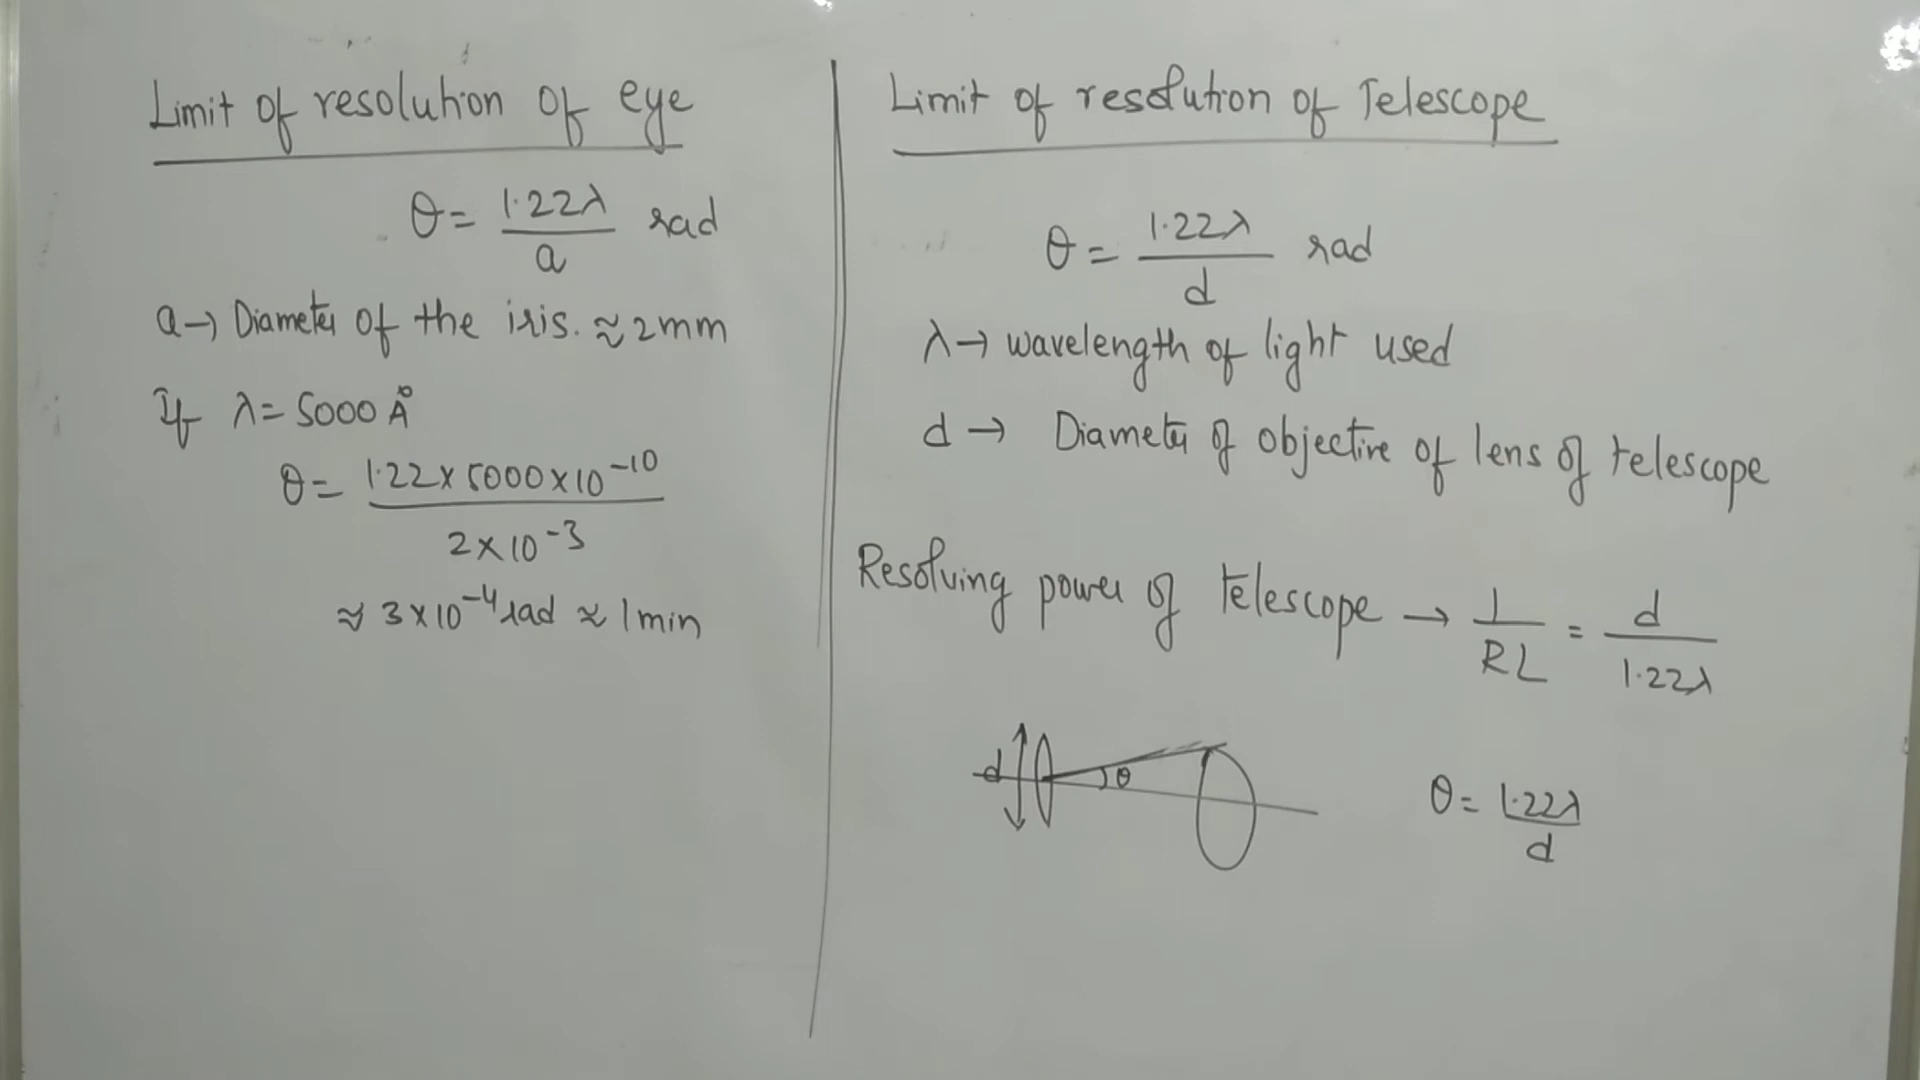 Limit of resolution of eye
θ = 1.22λ / a rad
a → Diameter of the iris. ≈ 2mm
If λ = 5000 Å
θ = 1.22 × 5000 × 10⁻¹⁰ / 2 × 10⁻³
≈ 3 × 10⁻⁴ rad ≈ 1 min
Limit of resolution of Telescope
θ = 1.22λ / d rad
λ → wavelength of light used
d → Diameter of objective of lens of telescope
Resolving power of telescope → 1 / RL = d / 1.22λ
d θ
θ = 1.22λ / d